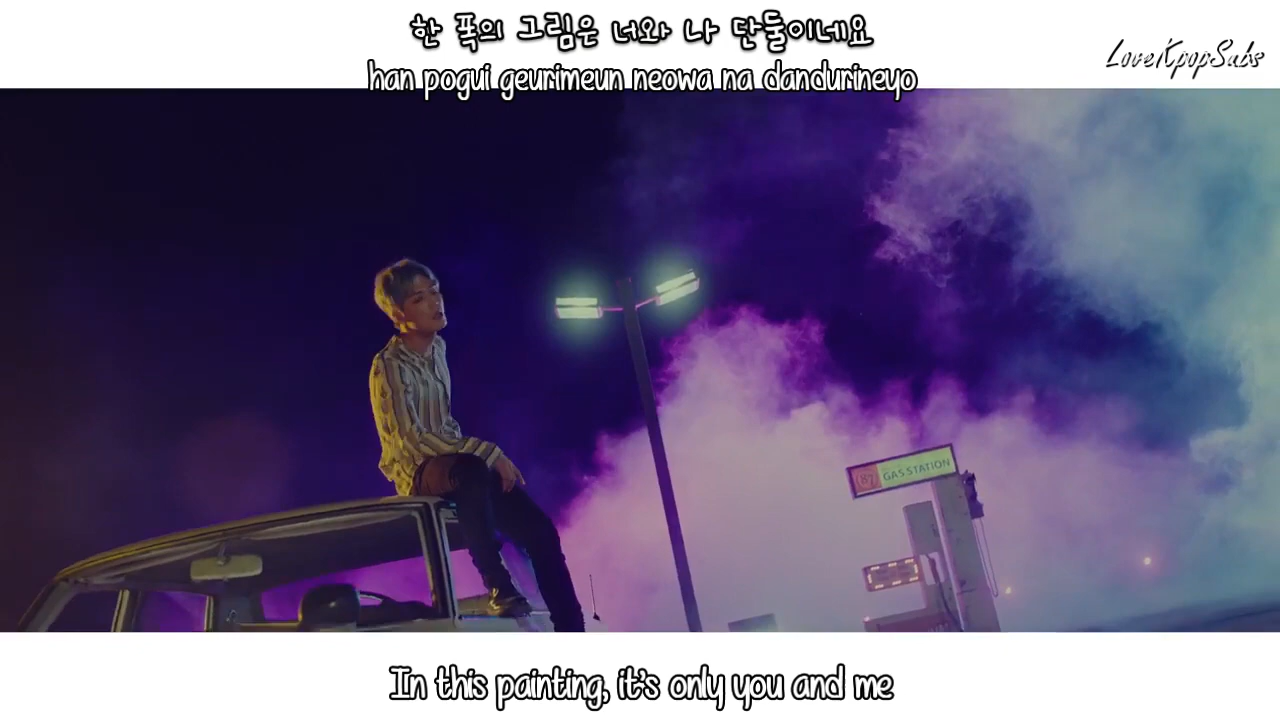 한 폭의 그림은 너와 나 단둘이네요
han pogui geurimeun neowa na dandurineyo
LoveKpopSubs
87 GAS STATION
In this painting, it's only you and me